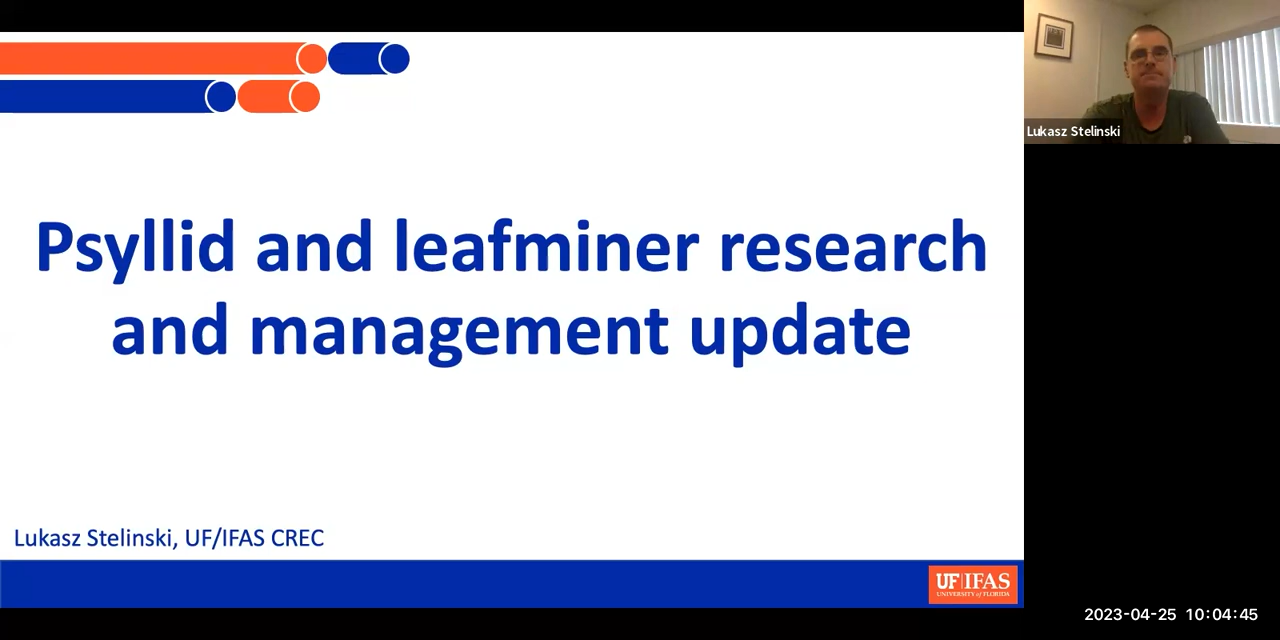 Psyllid and leafminer research
and management update
Lukasz Stelinski, UF/IFAS CREC
UF|IFAS
UNIVERSITY of FLORIDA
Lukasz Stelinski
2023-04-25 10:04:45